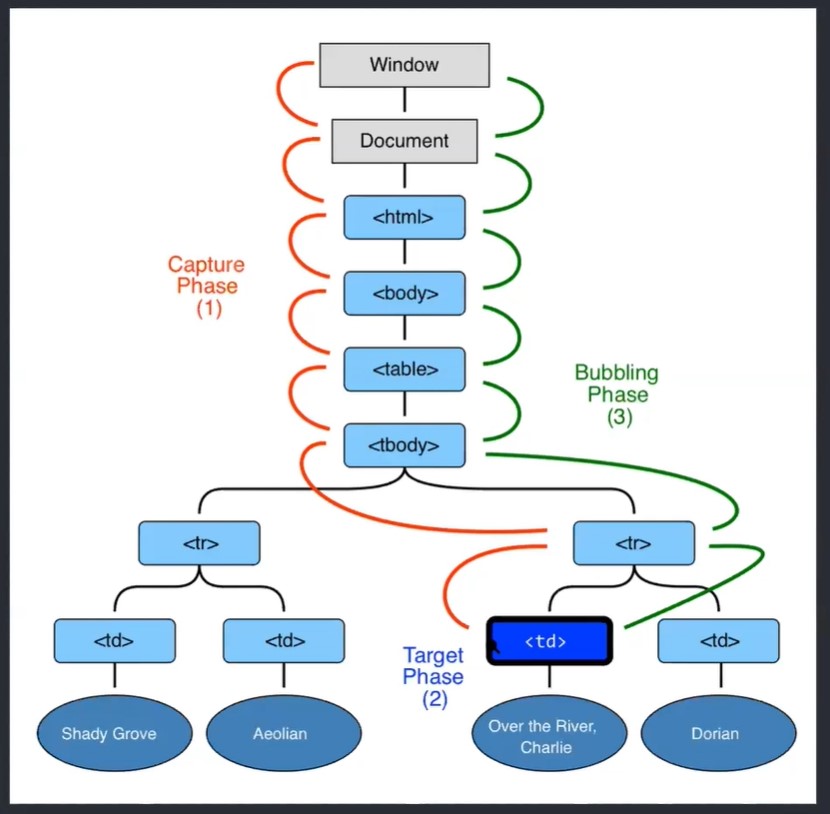 Window
Document
<html>
Capture
Phase
(1)
<body>
<table>
Bubbling
Phase
(3)
<tbody>
<tr>
<tr>
<td>
<td>
<td>
<td>
Target
Phase
(2)
Shady Grove
Aeolian
Over the River,
Charlie
Dorian